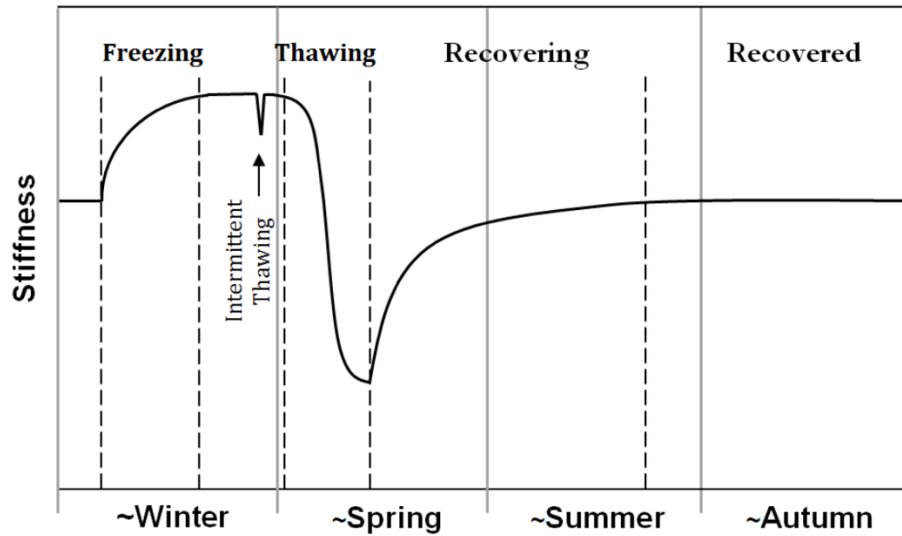 Freezing
Thawing
Recovering
Recovered
Stiffness
Intermittent
Thawing
~Winter
~Spring
~Summer
~Autumn